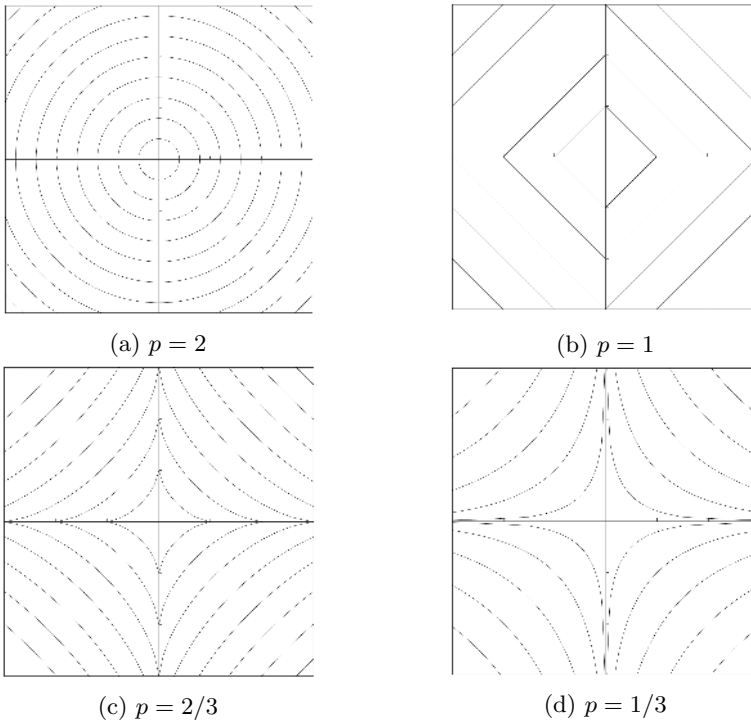 (a) p = 2
(b) p = 1
(c) p = 2/3
(d) p = 1/3